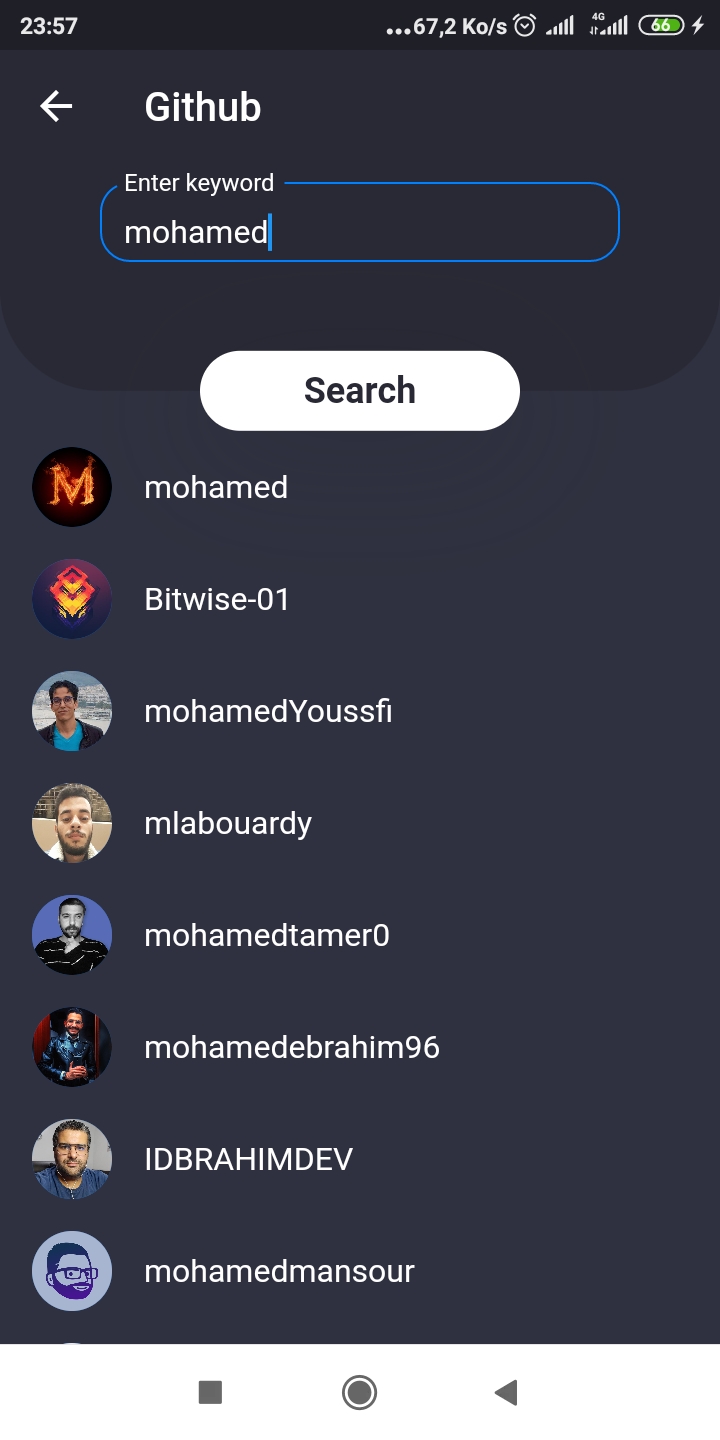 23:57
...67,2 Ko/s 4G 66
Github
Enter keyword
mohamed
Search
M
mohamed
Bitwise-01
mohamedYoussfi
mlabouardy
mohamedtamer0
mohamedebrahim96
IDBRAHIMDEV
mohamedmansour